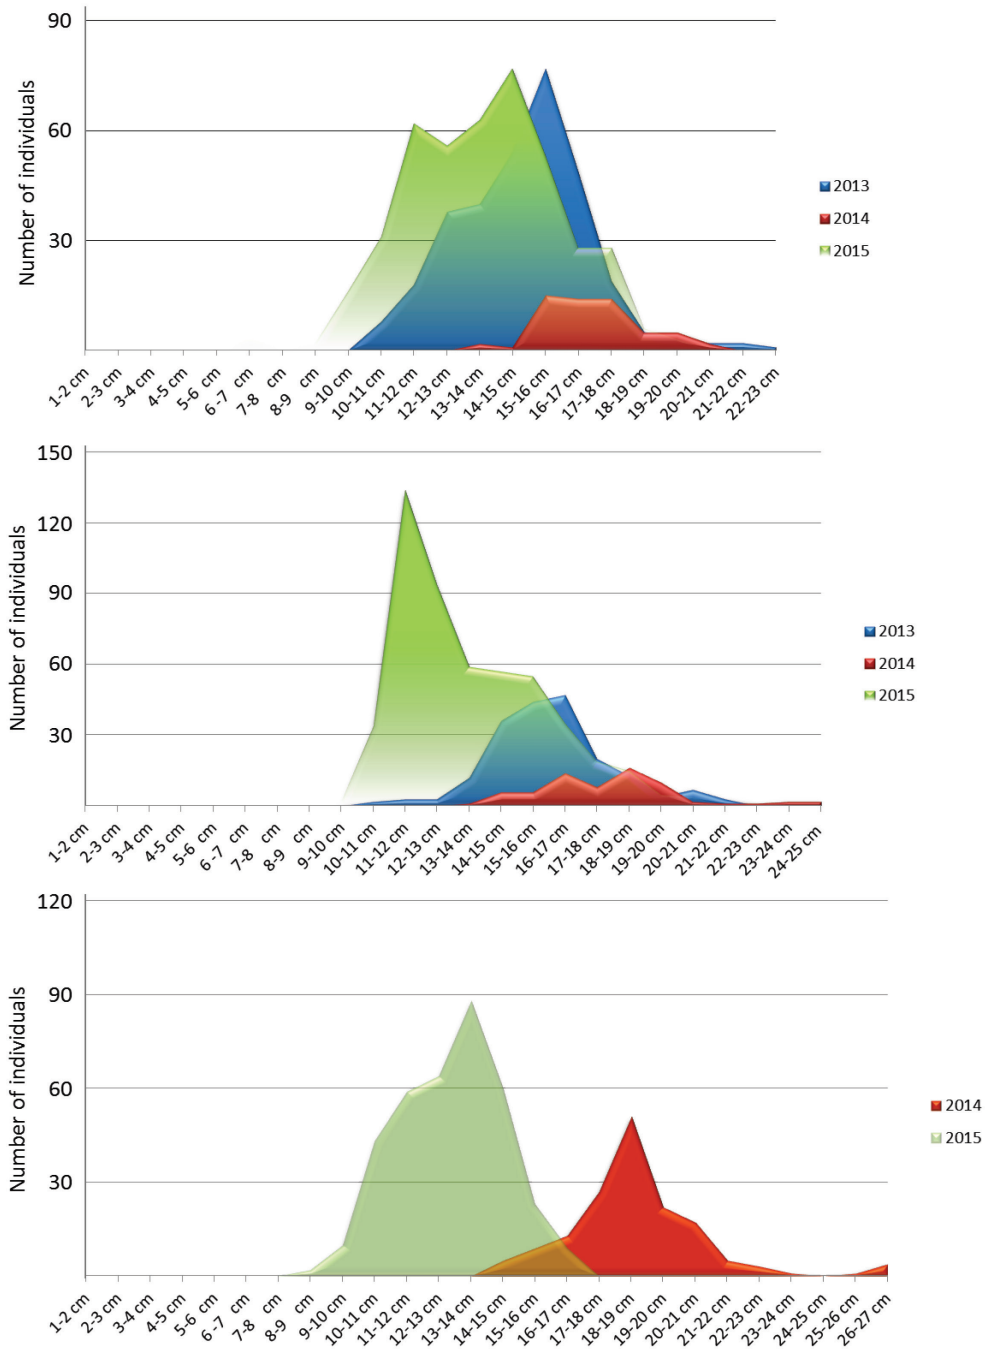 90
60
30
Number of individuals
2013
2014
2015
1-2 cm
2-3 cm
3-4 cm
4-5 cm
5-6 cm
6 -7 cm
7-8 cm
8-9 cm
9-10 cm
10-11 cm
11-12 cm
12-13 cm
13-14 cm
14-15 cm
15-16 cm
16-17 cm
17-18 cm
18-19 cm
19-20 cm
20-21 cm
21-22 cm
22-23 cm
150
120
90
60
30
Number of individuals
2013
2014
2015
1-2 cm
2-3 cm
3-4 cm
4-5 cm
5-6 cm
6 -7 cm
7-8 cm
8-9 cm
9-10 cm
10-11 cm
11-12 cm
12-13 cm
13-14 cm
14-15 cm
15-16 cm
16-17 cm
17-18 cm
18-19 cm
19-20 cm
20-21 cm
21-22 cm
22-23 cm
23-24 cm
24-25 cm
120
90
60
30
Number of individuals
2014
2015
1-2 cm
2-3 cm
3-4 cm
4-5 cm
5-6 cm
6 -7 cm
7-8 cm
8-9 cm
9-10 cm
10-11 cm
11-12 cm
12-13 cm
13-14 cm
14-15 cm
15-16 cm
16-17 cm
17-18 cm
18-19 cm
19-20 cm
20-21 cm
21-22 cm
22-23 cm
23-24 cm
24-25 cm
25-26 cm
26-27 cm